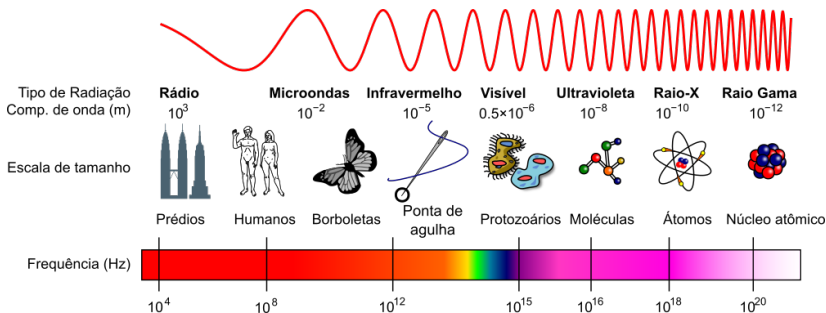 Tipo de Radiação Rádio Microondas Infravermelho Visível Ultravioleta Raio-X Raio Gama
Comp. de onda (m) 10³ 10⁻² 10⁻⁵ 0.5×10⁻⁶ 10⁻⁸ 10⁻¹⁰ 10⁻¹²
Escala de tamanho
Prédios Humanos Borboletas Ponta de agulha Protozoários Moléculas Átomos Núcleo atômico
Frequência (Hz)
10⁴ 10⁸ 10¹² 10¹⁵ 10¹⁶ 10¹⁸ 10²⁰